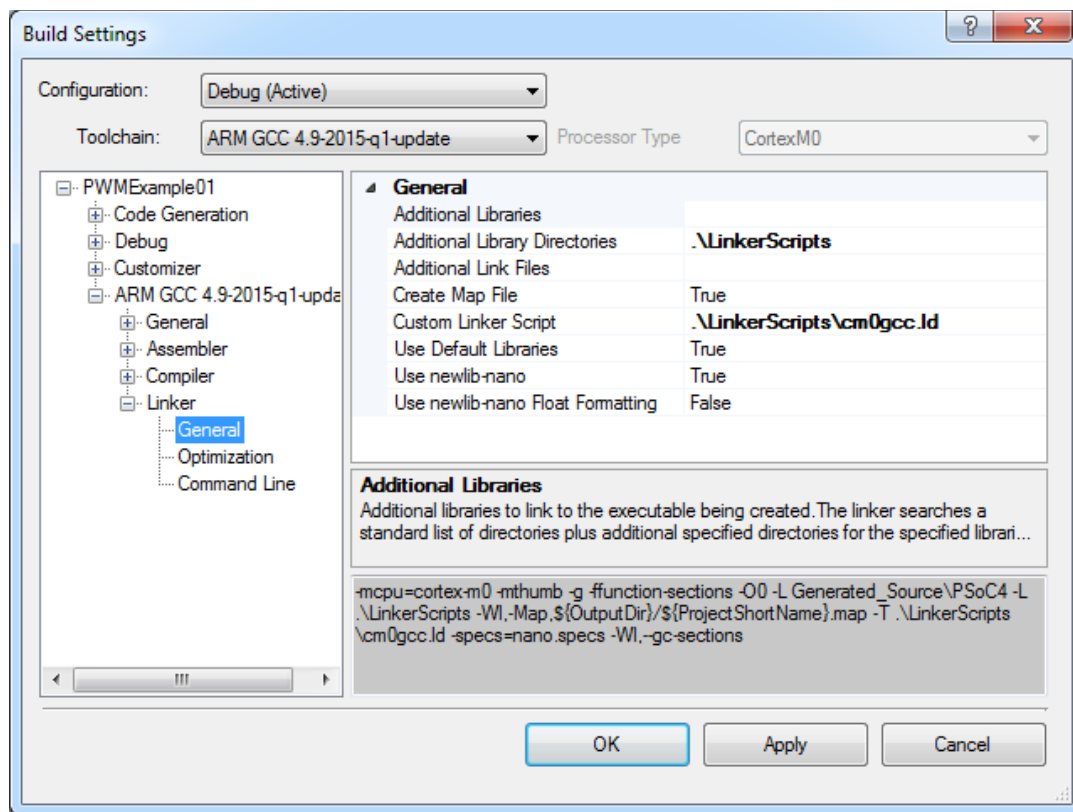 Build Settings
Configuration: Debug (Active)
Toolchain: ARM GCC 4.9-2015-q1-update Processor Type CortexM0
PWMExample01
Code Generation
Debug
Customizer
ARM GCC 4.9-2015-q1-upda
General
Assembler
Compiler
Linker
General
Optimization
Command Line
General
Additional Libraries
Additional Library Directories .\LinkerScripts
Additional Link Files
Create Map File True
Custom Linker Script .\LinkerScripts\cm0gcc.ld
Use Default Libraries True
Use newlib-nano True
Use newlib-nano Float Formatting False
Additional Libraries
Additional libraries to link to the executable being created.The linker searches a
standard list of directories plus additional specified directories for the specified librari...
-mcpu=cortex-m0 -mthumb -g -ffunction-sections -O0 -L Generated_Source\PSoC4 -L
.\LinkerScripts -Wl,-Map,${OutputDir}/${ProjectShortName}.map -T .\LinkerScripts
\cm0gcc.ld -specs=nano.specs -Wl,--gc-sections
OK Apply Cancel